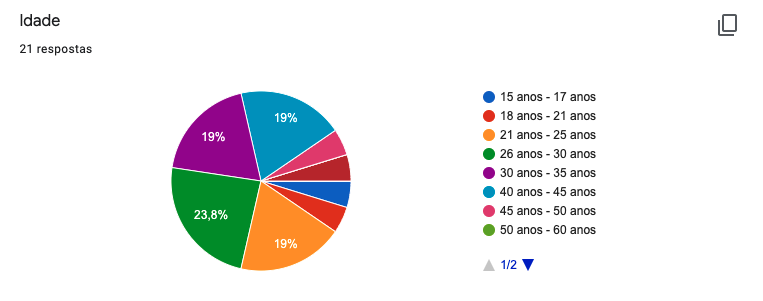 Idade
21 respostas
19%
19%
23,8%
19%
15 anos - 17 anos
18 anos - 21 anos
21 anos - 25 anos
26 anos - 30 anos
30 anos - 35 anos
40 anos - 45 anos
45 anos - 50 anos
50 anos - 60 anos
1/2